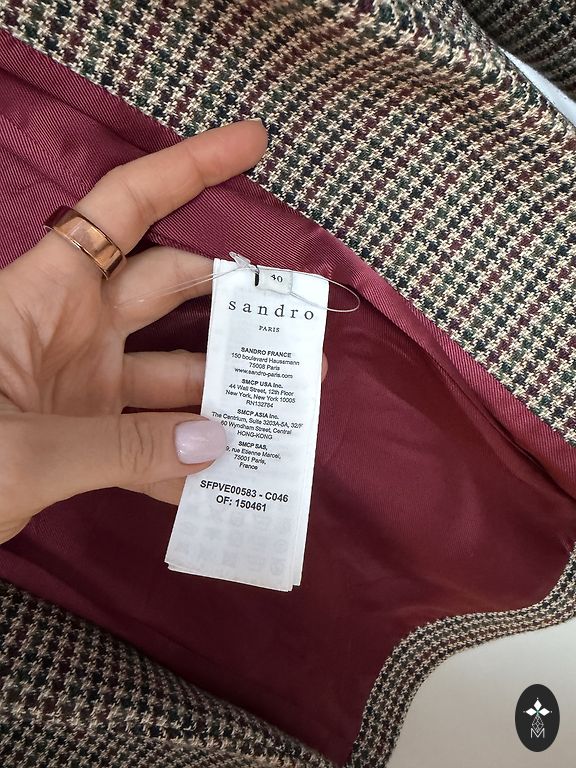 40
sandro
PARIS
SANDRO FRANCE
150 boulevard Haussmann
75008 Paris
www.sandro-paris.com
SMCP USA Inc.
44 Wall Street, 12th Floor
New York, New York 10005
RN132784
SMCP ASIA Inc.
The Centrium, Suite 3203A-5A, 32/F
60 Wyndham Street, Central
HONG-KONG
SMCP SAS,
9, rue Etienne Marcel,
75001 Paris,
France
SFPVE00583 - C046
OF: 150461
M